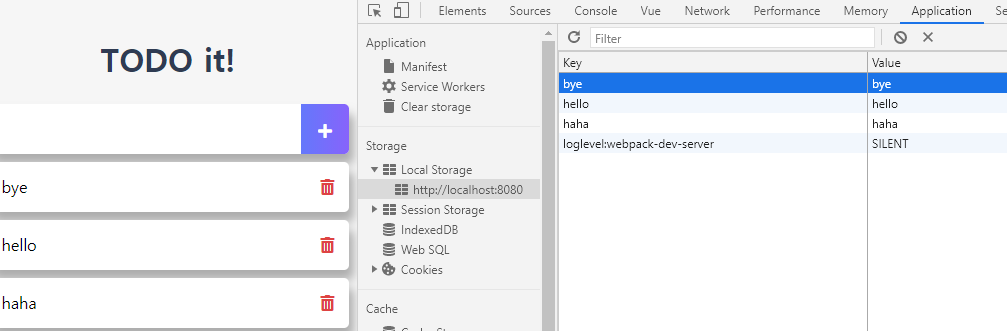 TODO it!
+
bye
hello
haha
Elements Sources Console Vue Network Performance Memory Application
Application
Manifest
Service Workers
Clear storage
Storage
Local Storage
http://localhost:8080
Session Storage
IndexedDB
Web SQL
Cookies
Cache
Filter
Key Value
bye bye
hello hello
haha haha
loglevel:webpack-dev-server SILENT